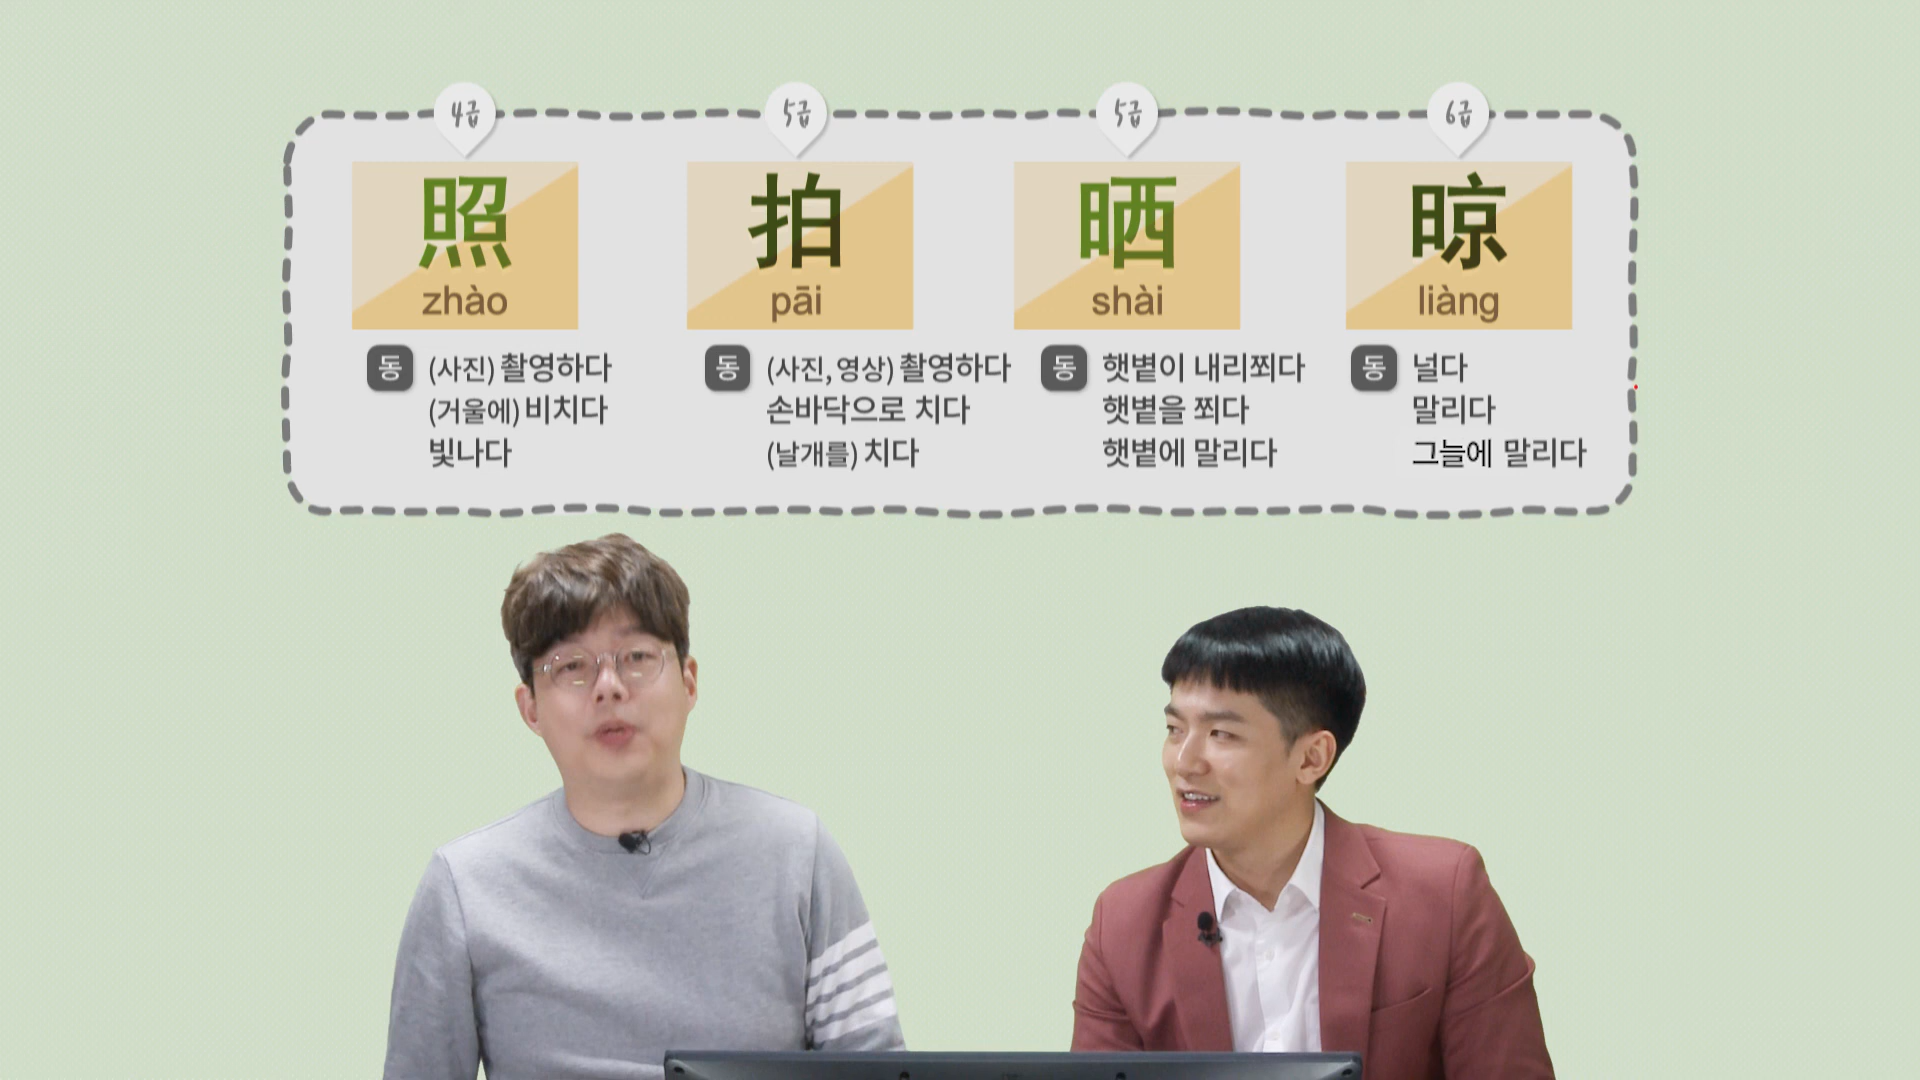 4급
照
zhào
동 (사진) 촬영하다
(거울에) 비치다
빛나다
5급
拍
pāi
동 (사진, 영상) 촬영하다
손바닥으로 치다
(날개를) 치다
5급
晒
shài
동 햇볕이 내리쬐다
햇볕을 쬐다
햇볕에 말리다
6급
晾
liàng
동 널다
말리다
그늘에 말리다